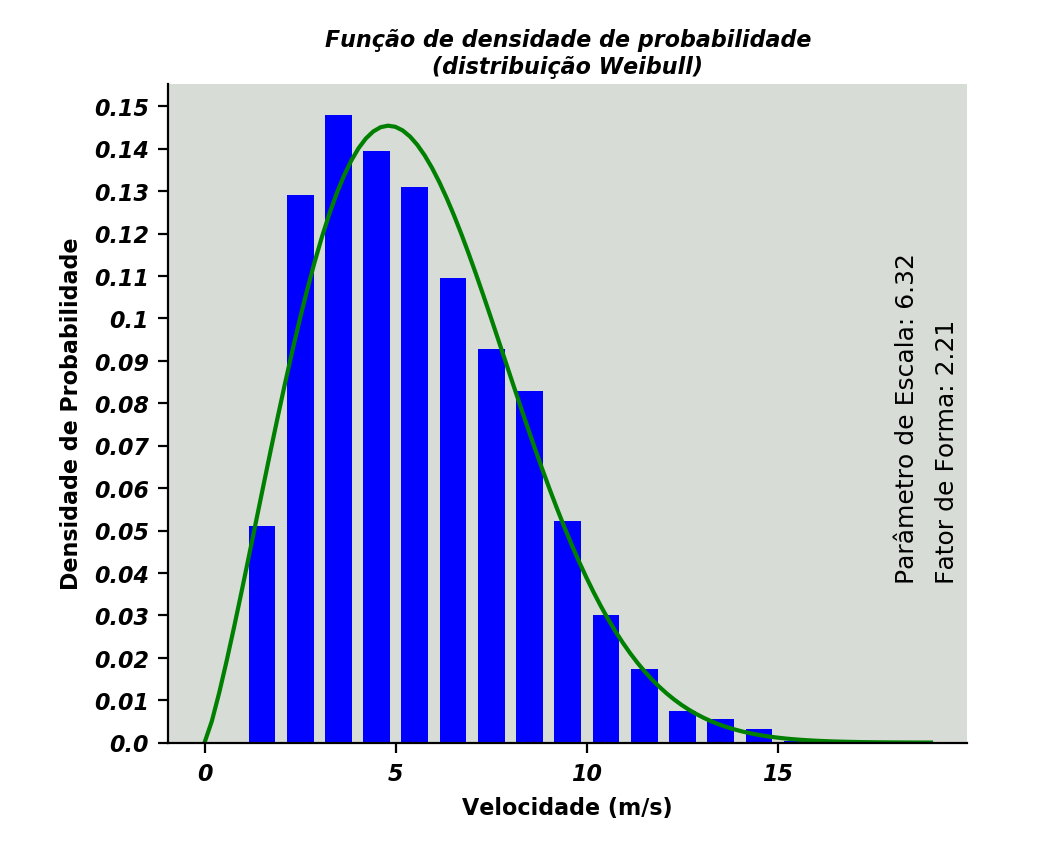 Função de densidade de probabilidade
(distribuição Weibull)
0.15
0.14
0.13
0.12
0.11
0.1
0.09
0.08
0.07
0.06
0.05
0.04
0.03
0.02
0.01
0.0
Densidade de Probabilidade
Parâmetro de Escala: 6.32
Fator de Forma: 2.21
0 5 10 15
Velocidade (m/s)